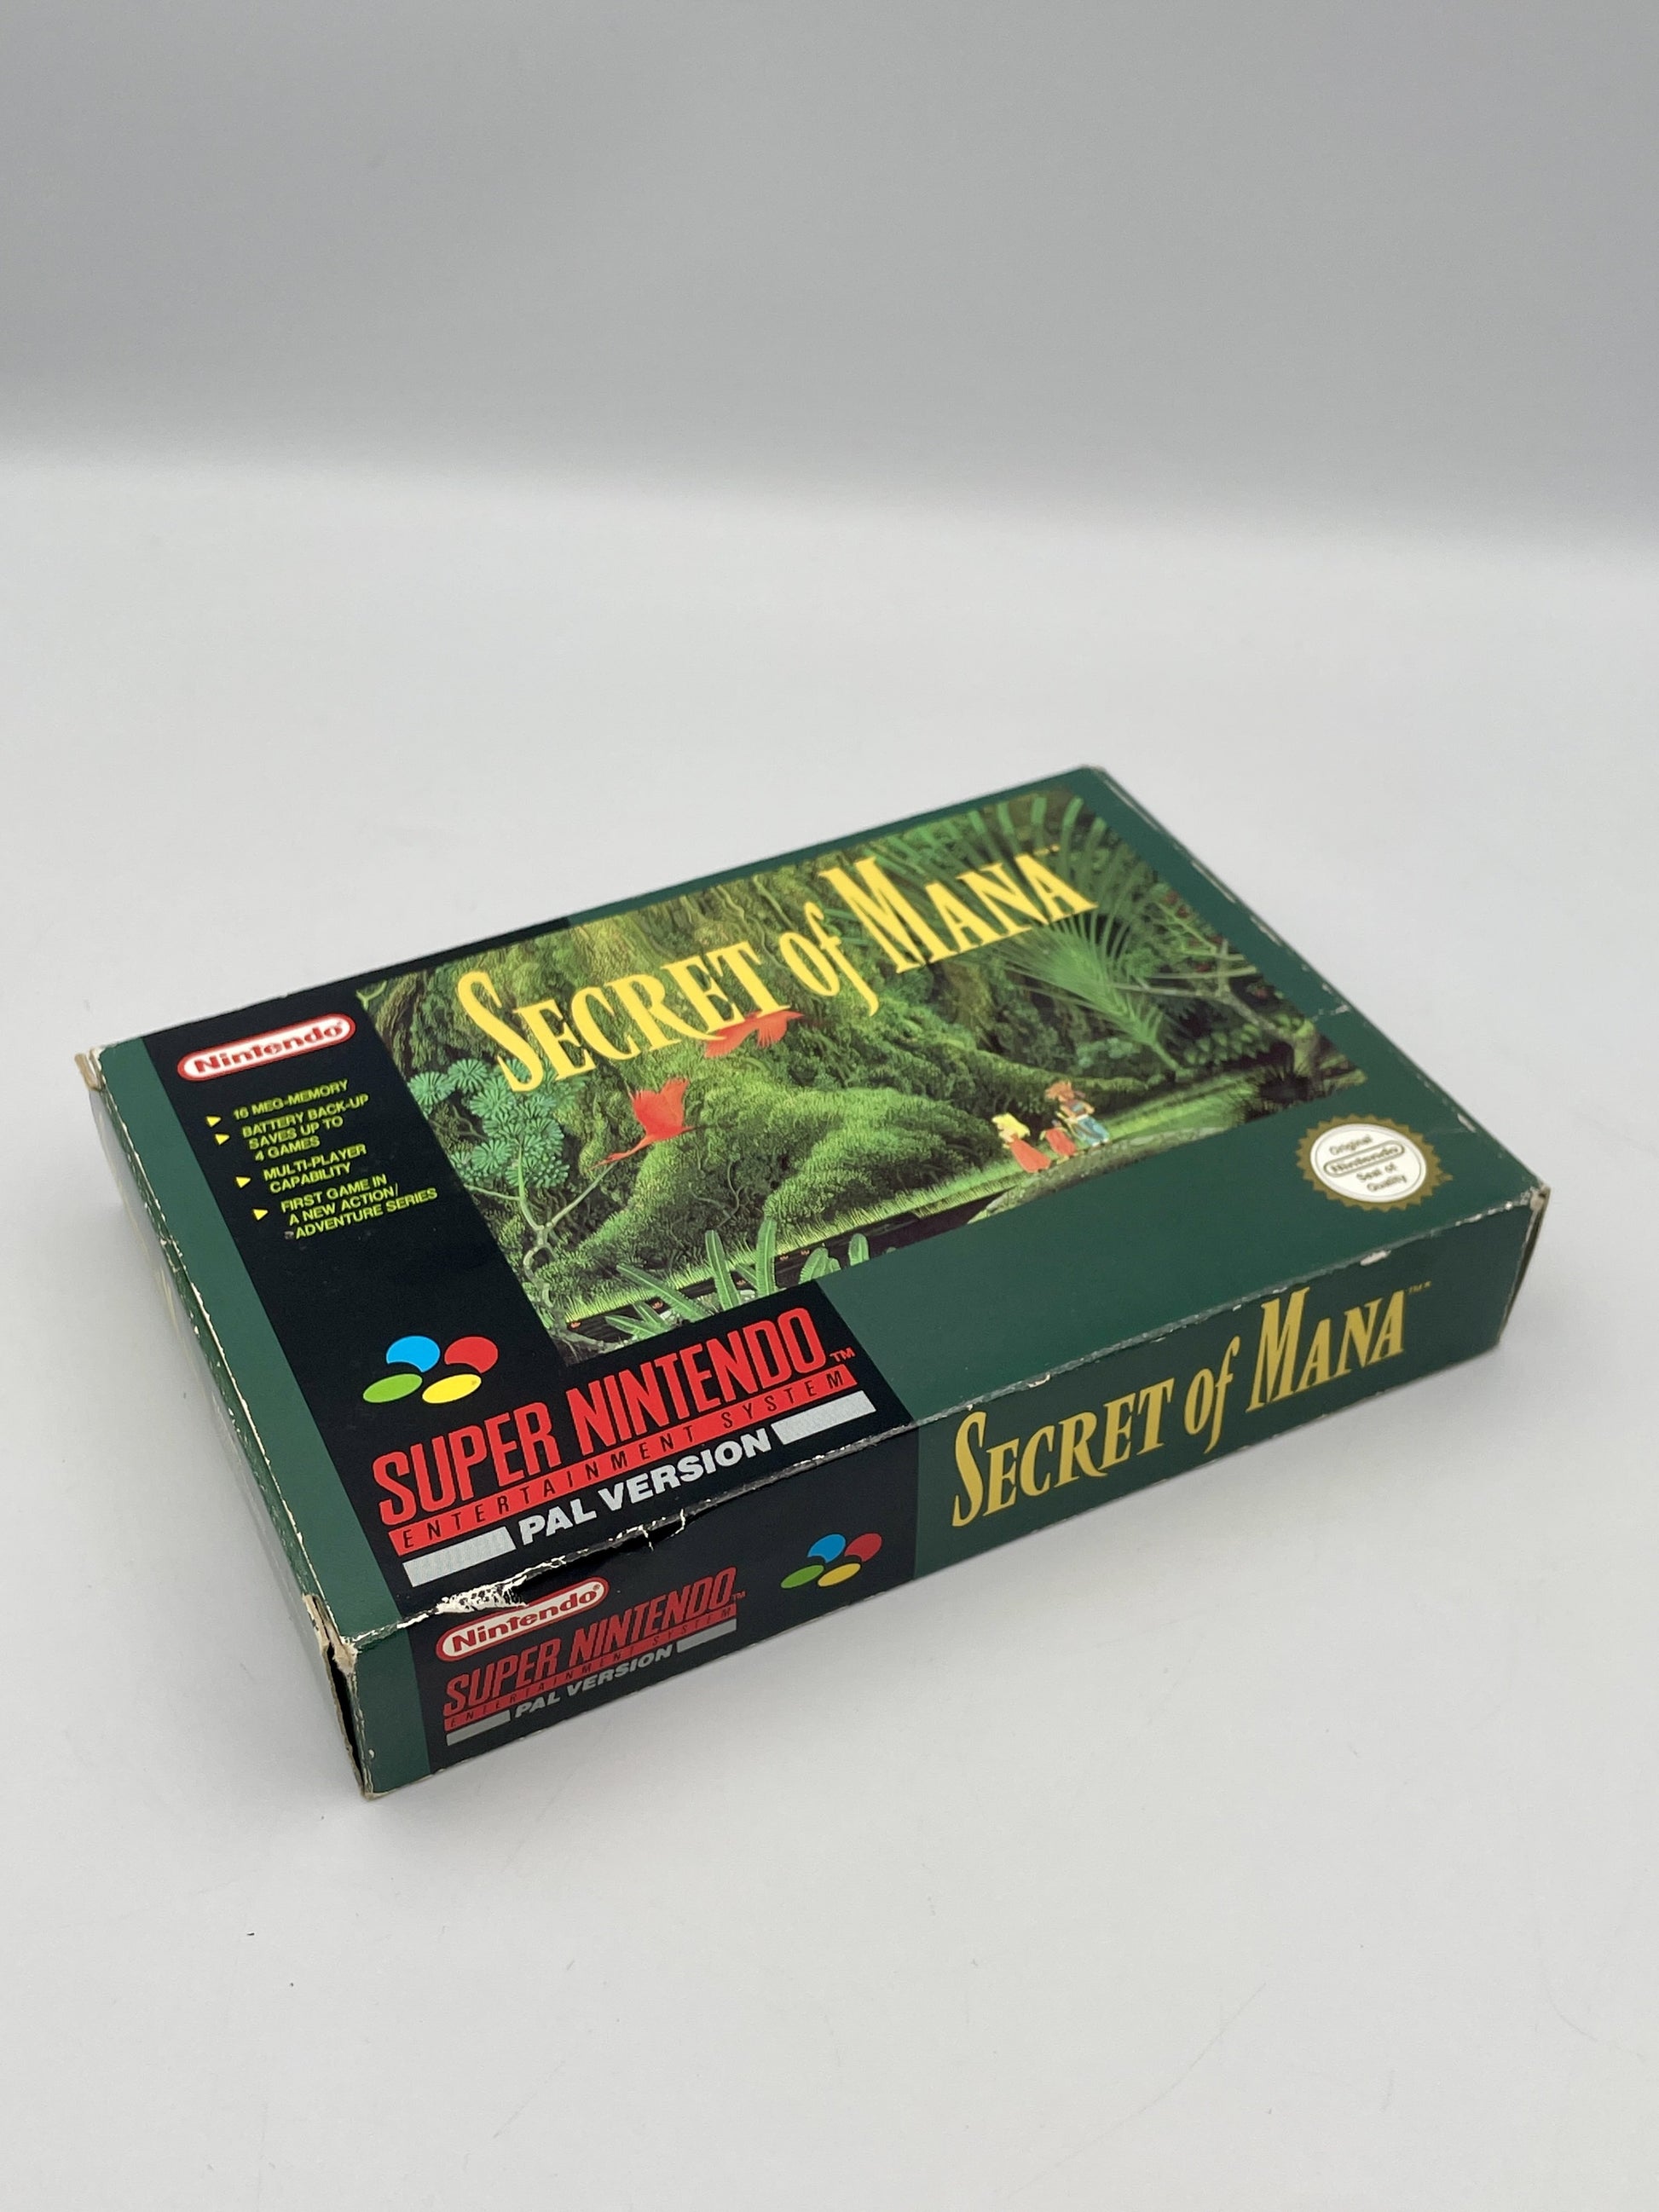 SECRET of MANA™
Nintendo®
16 MEG-MEMORY
BATTERY BACK-UP
SAVES UP TO
4 GAMES
MULTI-PLAYER
CAPABILITY
FIRST GAME IN
A NEW ACTION/
ADVENTURE SERIES
Original
Nintendo
Seal of
Quality
SUPER NINTENDO™
ENTERTAINMENT SYSTEM
PAL VERSION
SECRET of MANA™
Nintendo®
SUPER NINTENDO™
ENTERTAINMENT SYSTEM
PAL VERSION